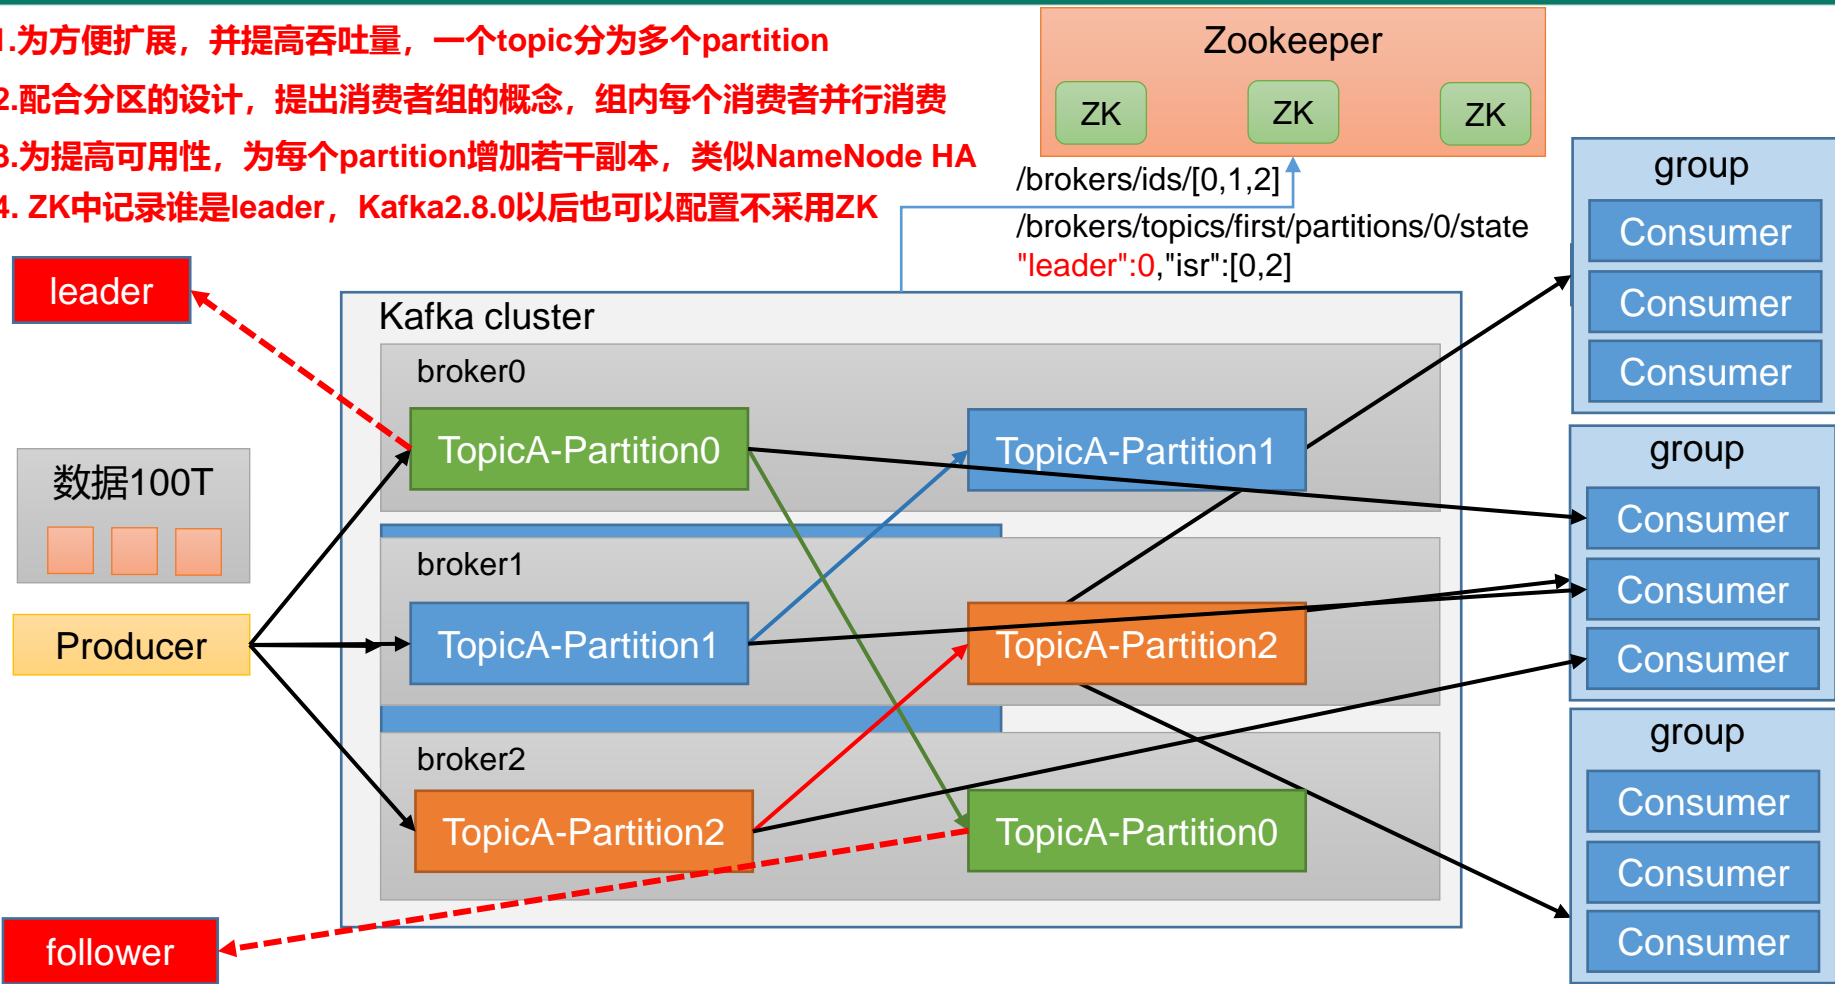 1.为方便扩展，并提高吞吐量，一个topic分为多个partition
2.配合分区的设计，提出消费者组的概念，组内每个消费者并行消费
3.为提高可用性，为每个partition增加若干副本，类似NameNode HA
4. ZK中记录谁是leader，Kafka2.8.0以后也可以配置不采用ZK
Zookeeper
ZK
ZK
ZK
/brokers/ids/[0,1,2]
/brokers/topics/first/partitions/0/state
"leader":0,"isr":[0,2]
leader
数据100T
Producer
follower
Kafka cluster
broker0
TopicA-Partition0
TopicA-Partition1
broker1
TopicA-Partition1
TopicA-Partition2
broker2
TopicA-Partition2
TopicA-Partition0
group
Consumer
Consumer
Consumer
group
Consumer
Consumer
Consumer
group
Consumer
Consumer
Consumer